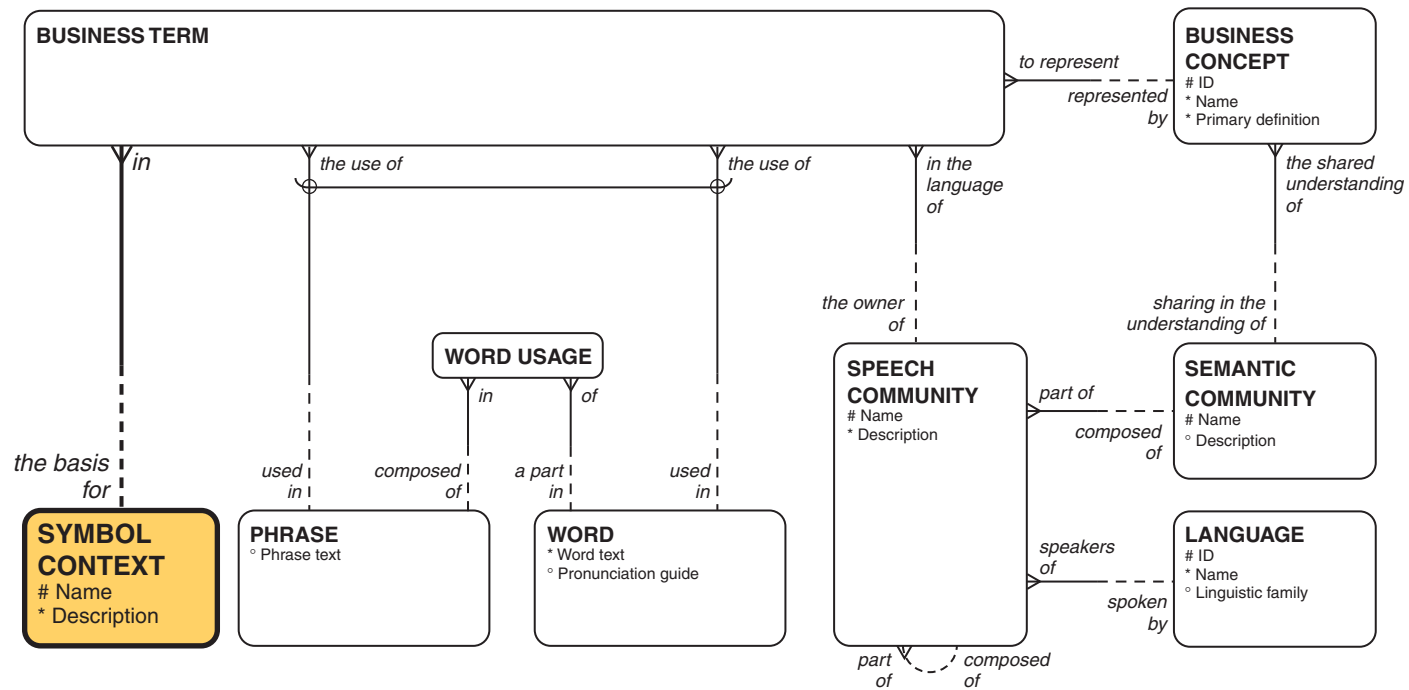 BUSINESS TERM
to represent
represented
by
BUSINESS
CONCEPT
# ID
* Name
* Primary definition
in
the use of
the use of
in the
language
of
the shared
understanding
of
the owner
of
sharing in the
understanding of
WORD USAGE
in
of
SPEECH
COMMUNITY
# Name
* Description
part of
composed
of
SEMANTIC
COMMUNITY
# Name
° Description
the basis
for
used
in
composed
of
a part
in
used
in
SYMBOL
CONTEXT
# Name
* Description
PHRASE
° Phrase text
WORD
* Word text
° Pronunciation guide
speakers
of
spoken
by
LANGUAGE
# ID
* Name
° Linguistic family
part
of
composed
of